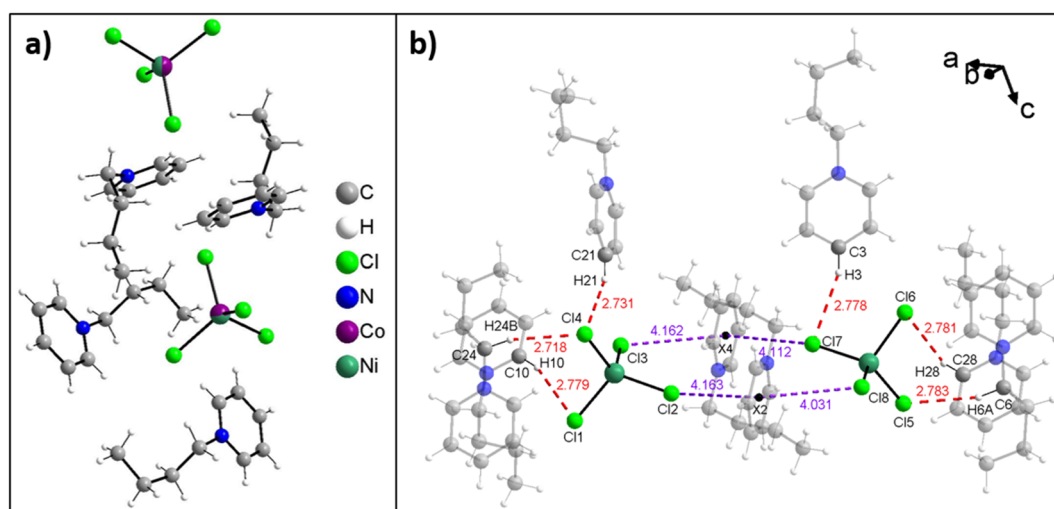 a)
C
H
Cl
N
Co
Ni
b)
a
b
c
C21
H21
2.731
Cl4
H24B
2.718
C24
C10
H10
2.779
Cl3
Cl1
Cl2
4.162
X4
4.112
4.163
X2
4.031
C3
H3
2.778
Cl7
Cl6
2.781
C28
H28
2.783
C6
H6A
Cl8
Cl5